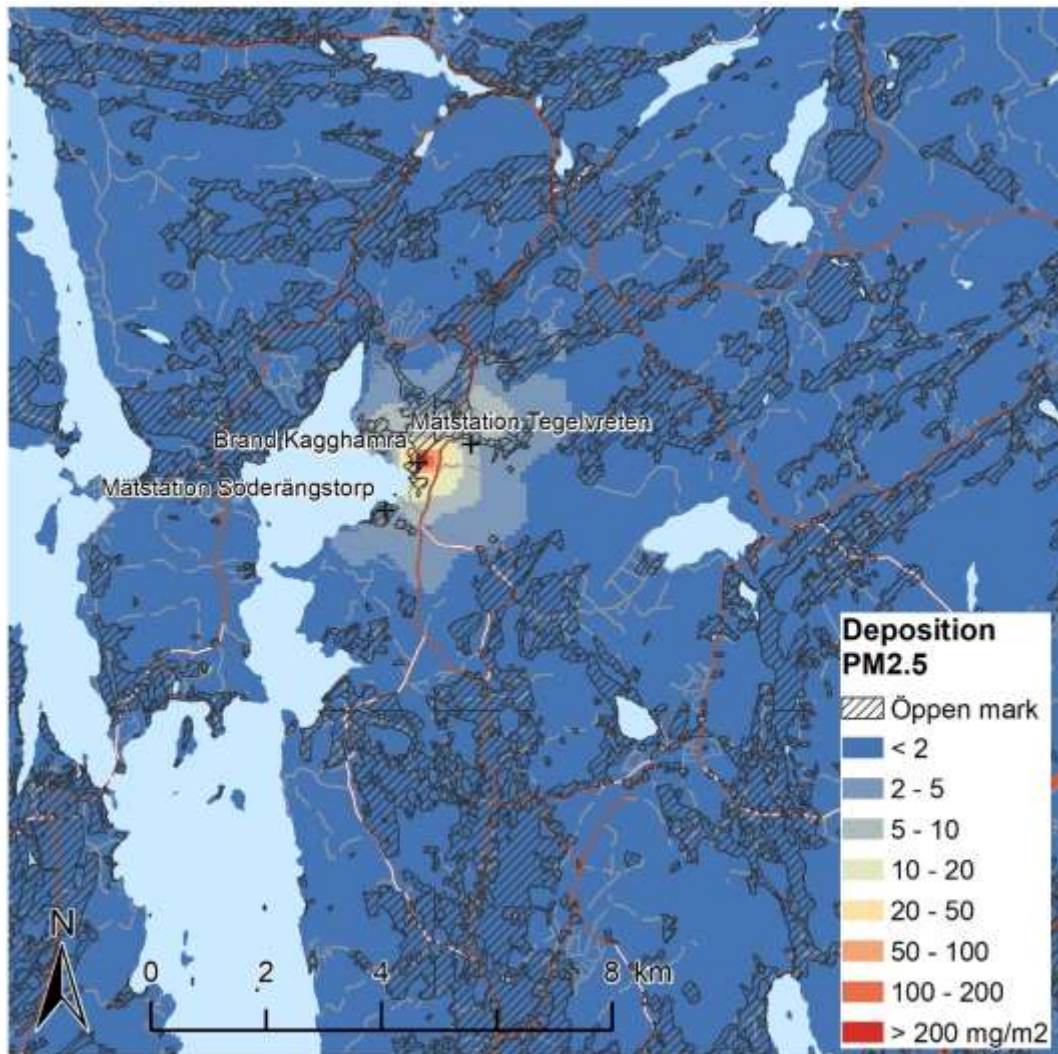 Mätstation Tegelvreten
Brand Kagghamra
Mätstation Söderängstorp
Deposition
PM2.5
Öppen mark
< 2
2 - 5
5 - 10
10 - 20
20 - 50
50 - 100
100 - 200
> 200 mg/m2
N
0 2 4 8 km